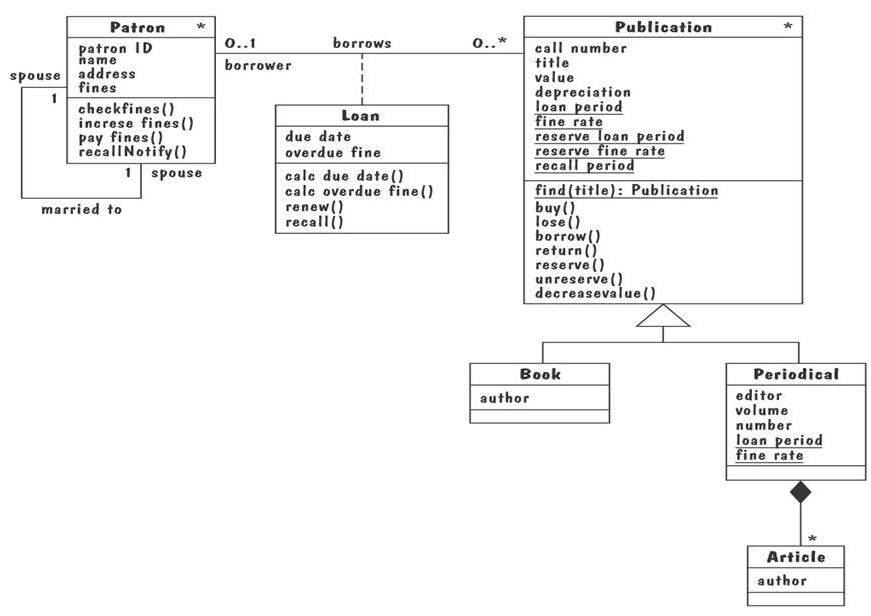 Patron *
patron ID
name
address
fines
checkfines()
increse fines()
pay fines()
recallNotify()
spouse
1
1 spouse
married to
0..1 borrows 0..*
borrower
Loan
due date
overdue fine
calc due date()
calc overdue fine()
renew()
recall()
Publication *
call number
title
value
depreciation
loan period
fine rate
reserve loan period
reserve fine rate
recall period
find(title): Publication
buy()
lose()
borrow()
return()
reserve()
unreserve()
decreasevalue()
Book
author
Periodical
editor
volume
number
loan period
fine rate
*
Article
author